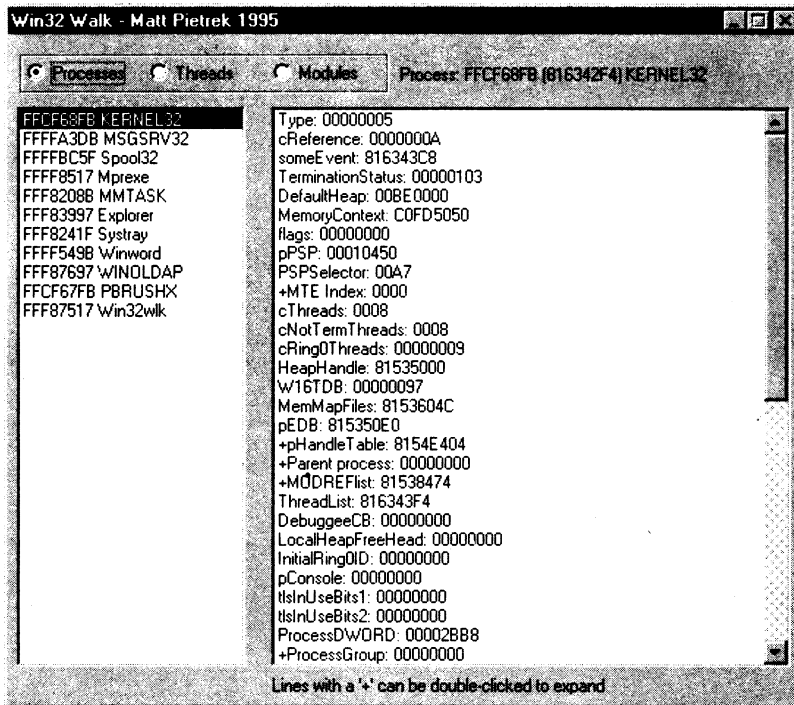 Win32 Walk - Matt Pietrek 1995
Processes Threads Modules Process: FFCF68FB (816342F4) KERNEL32
FFCF68FB KERNEL32
FFFFA3DB MSGSRV32
FFFFBC5F Spool32
FFFF8517 Mprexe
FFF8208B MMTASK
FFF83997 Explorer
FFF8241F Systray
FFFF549B Winword
FFF87697 WINOLDAP
FFCF67FB PBRUSHX
FFF87517 Win32wlk
Type: 00000005
cReference: 0000000A
someEvent: 816343C8
TerminationStatus: 00000103
DefaultHeap: 00BE0000
MemoryContext: C0FD5050
flags: 00000000
pPSP: 00010450
PSPSelector: 00A7
+MTE Index: 0000
cThreads: 0008
cNotTermThreads: 0008
cRing0Threads: 00000009
HeapHandle: 81535000
W16TDB: 00000097
MemMapFiles: 8153604C
pEDB: 815350E0
+pHandleTable: 8154E404
+Parent process: 00000000
+MODREFlist: 81538474
ThreadList: 816343F4
DebuggeeCB: 00000000
LocalHeapFreeHead: 00000000
InitialRing0ID: 00000000
pConsole: 00000000
tlsInUseBits1: 00000000
tlsInUseBits2: 00000000
ProcessDWORD: 00002BB8
+ProcessGroup: 00000000
Lines with a '+' can be double-clicked to expand